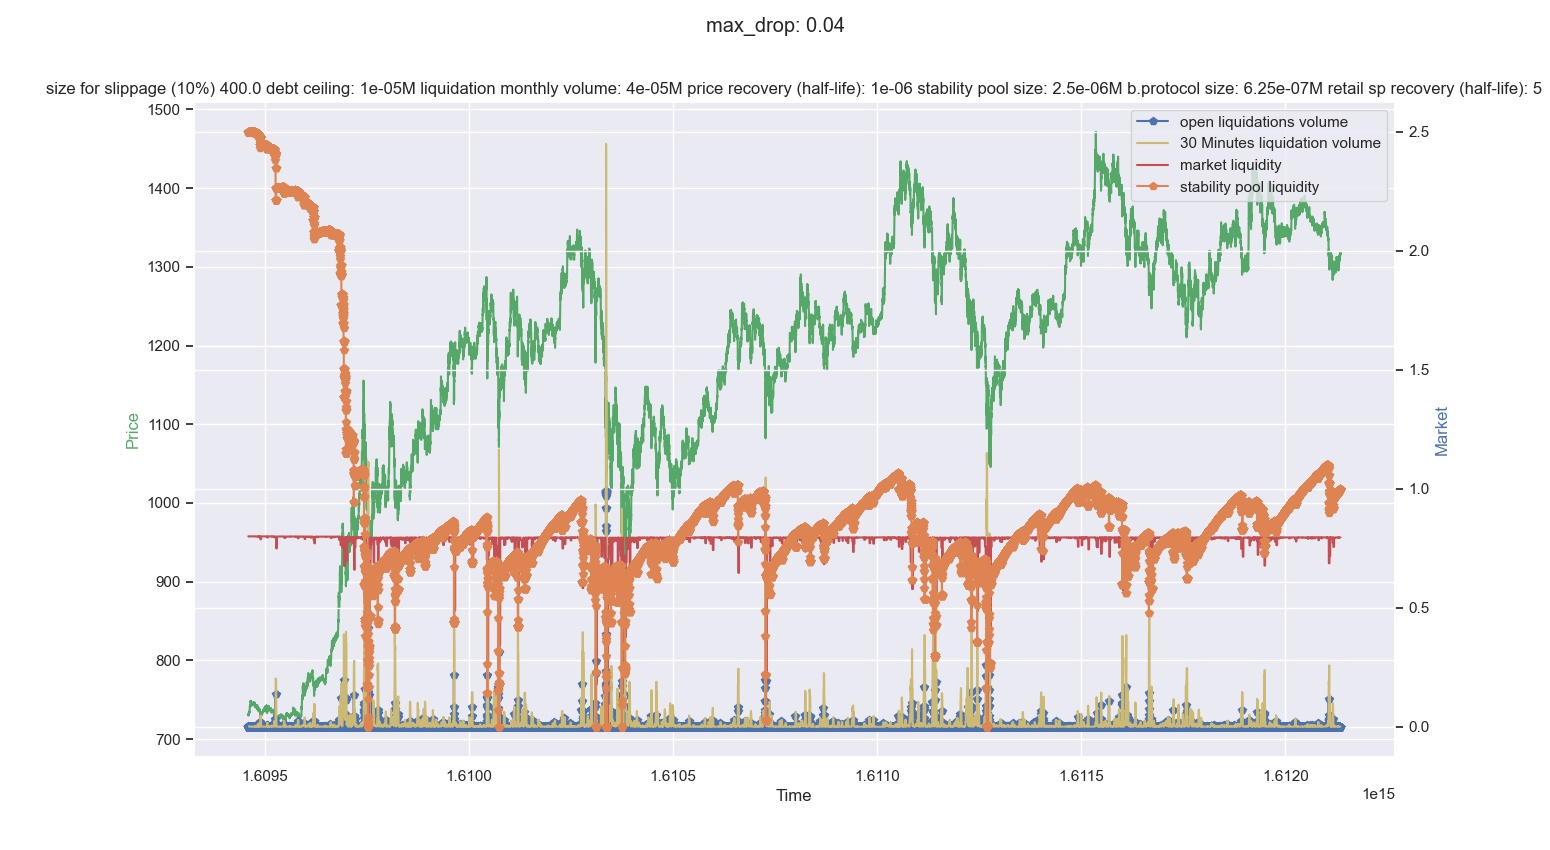 max_drop: 0.04
size for slippage (10%) 400.0 debt ceiling: 1e-05M liquidation monthly volume: 4e-05M price recovery (half-life): 1e-06 stability pool size: 2.5e-06M b.protocol size: 6.25e-07M retail sp recovery (half-life): 5
open liquidations volume
30 Minutes liquidation volume
market liquidity
stability pool liquidity
Price
1500
1400
1300
1200
1100
1000
900
800
700
2.5
2.0
1.5
1.0
0.5
0.0
Market
1.6095 1.6100 1.6105 1.6110 1.6115 1.6120
Time
1e15